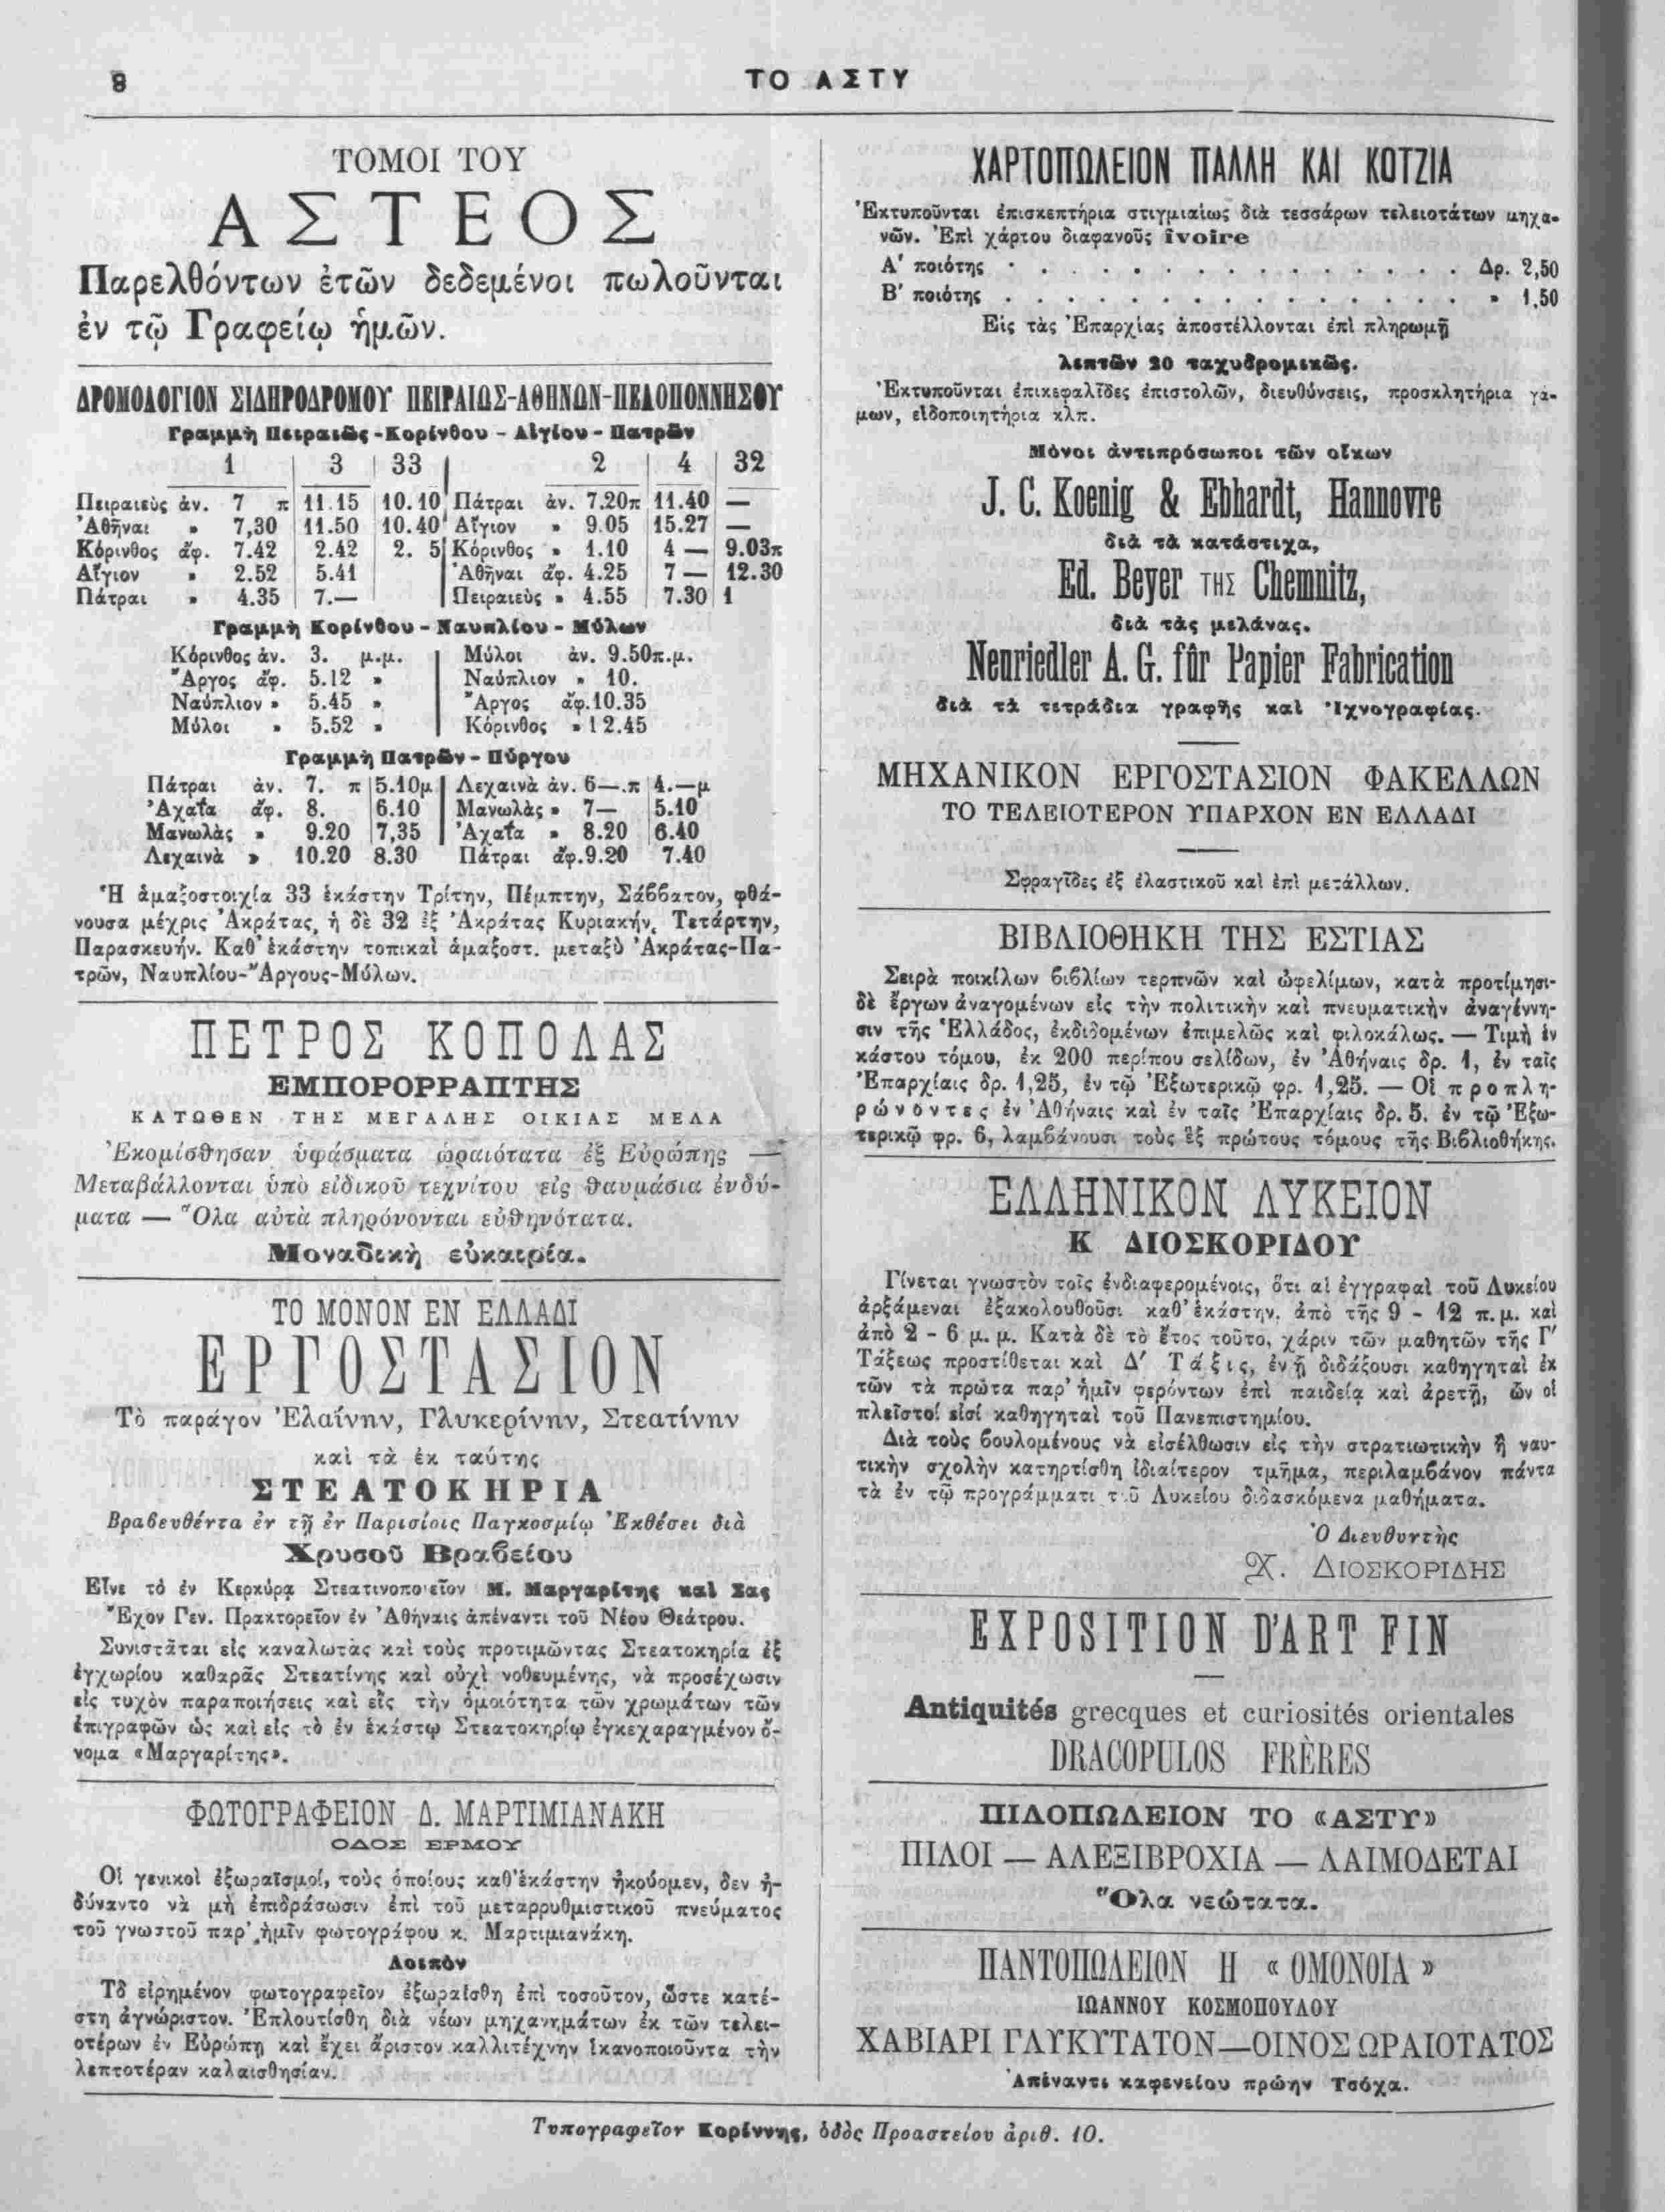 8
ΤΟ ΑΣΤΥ
ΤΟΜΟΙ ΤΟΥ
ΑΣΤΕΟΣ
Παρελθόντων ἐτῶν δεδεμένοι πωλοῦνται
ἐν τῷ Γραφείῳ ἡμῶν.
ΔΡΟΜΟΛΟΓΙΟΝ ΣΙΔΗΡΟΔΡΟΜΟΥ ΠΕΙΡΑΙΩΣ-ΑΘΗΝΩΝ-ΠΕΛΟΠΟΝΝΗΣΟΥ
Γραμμὴ Πειραιῶς-Κορίνθου - Αἰγίου - Πατρῶν
1 3 33 2 4 32
Πειραιεὺς ἀν. 7 π 11.15 10.10 Πάτραι ἀν. 7.20π 11.40 —
Ἀθῆναι » 7,30 11.50 10.40 Αἴγιον » 9.05 15.27 —
Κόρινθος ἀφ. 7.42 2.42 2. 5 Κόρινθος » 1.10 4 — 9.03π
Αἴγιον » 2.52 5.41 Ἀθῆναι ἀφ. 4.25 7 — 12.30
Πάτραι » 4.35 7.— Πειραιεὺς » 4.55 7.30 1
Γραμμὴ Κορίνθου - Ναυπλίου - Μύλων
Κόρινθος ἀν. 3. μ.μ. Μύλοι ἀν. 9.50π.μ.
Ἄργος ἀφ. 5.12 » Ναύπλιον » 10.
Ναύπλιον » 5.45 » Ἄργος ἀφ.10.35
Μύλοι » 5.52 » Κόρινθος » 12.45
Γραμμὴ Πατρῶν - Πύργου
Πάτραι ἀν. 7. π 5.10μ Λεχαινὰ ἀν. 6—.π 4.—μ
Ἀχαΐα ἀφ. 8. 6.10 Μανωλὰς » 7— 5.10
Μανωλὰς » 9.20 7,35 Ἀχαΐα » 8.20 6.40
Λεχαινὰ » 10.20 8.30 Πάτραι ἀφ.9.20 7.40
Ἡ ἁμαξοστοιχία 33 ἑκάστην Τρίτην, Πέμπτην, Σάββατον, φθά-
νουσα μέχρις Ἀκράτας, ἡ δὲ 32 ἐξ Ἀκράτας Κυριακήν, Τετάρτην,
Παρασκευήν. Καθ' ἑκάστην τοπικαὶ ἁμαξοστ. μεταξὺ Ἀκράτας-Πα-
τρῶν, Ναυπλίου-Ἄργους-Μύλων.
ΠΕΤΡΟΣ ΚΟΠΟΛΑΣ
ΕΜΠΟΡΟΡΡΑΠΤΗΣ
ΚΑΤΩΘΕΝ ΤΗΣ ΜΕΓΑΛΗΣ ΟΙΚΙΑΣ ΜΕΛΑ
Ἐκομίσθησαν ὑφάσματα ὡραιότατα ἐξ Εὐρώπης —
Μεταβάλλονται ὑπὸ εἰδικοῦ τεχνίτου εἰς θαυμάσια ἐνδύ-
ματα — Ὅλα αὐτὰ πληρόνονται εὐθηνότατα.
Μοναδικὴ εὐκαιρία.
ΤΟ ΜΟΝΟΝ ΕΝ ΕΛΛΑΔΙ
ΕΡΓΟΣΤΑΣΙΟΝ
Τὸ παράγον Ἐλαΐνην, Γλυκερίνην, Στεατίνην
καὶ τὰ ἐκ ταύτης
ΣΤΕΑΤΟΚΗΡΙΑ
Βραβευθέντα ἐν τῇ ἐν Παρισίοις Παγκοσμίῳ Ἐκθέσει διὰ
Χρυσοῦ Βραβείου
Εἶνε τὸ ἐν Κερκύρᾳ Στεατινοποιεῖον Μ. Μαργαρίτης καὶ Σας
Ἔχον Γεν. Πρακτορεῖον ἐν Ἀθήναις ἀπέναντι τοῦ Νέου Θεάτρου.
Συνιστᾶται εἰς καναλωτὰς καὶ τοὺς προτιμῶντας Στεατοκηρία ἐξ
ἐγχωρίου καθαρᾶς Στεατίνης καὶ οὐχὶ νοθευμένης, νὰ προσέχωσιν
εἰς τυχὸν παραποιήσεις καὶ εἰς τὴν ὁμοιότητα τῶν χρωμάτων τῶν
ἐπιγραφῶν ὡς καὶ εἰς τὸ ἐν ἑκάστῳ Στεατοκηρίῳ ἐγκεχαραγμένον ὄ-
νομα «Μαργαρίτης».
ΦΩΤΟΓΡΑΦΕΙΟΝ Δ. ΜΑΡΤΙΜΙΑΝΑΚΗ
ΟΔΟΣ ΕΡΜΟΥ
Οἱ γενικοὶ ἐξωραϊσμοί, τοὺς ὁποίους καθ' ἑκάστην ἠκούομεν, δεν ἠ-
δύναντο νὰ μὴ ἐπιδράσωσιν ἐπὶ τοῦ μεταρρυθμιστικοῦ πνεύματος
τοῦ γνωστοῦ παρ' ἡμῖν φωτογράφου κ. Μαρτιμιανάκη.
Λοιπὸν
Τὸ εἰρημένον φωτογραφεῖον ἐξωραίσθη ἐπὶ τοσοῦτον, ὥστε κατέ-
στη ἀγνώριστον. Ἐπλουτίσθη διὰ νέων μηχανημάτων ἐκ τῶν τελει-
οτέρων ἐν Εὐρώπῃ καὶ ἔχει ἄριστον καλλιτέχνην ἱκανοποιοῦντα τὴν
λεπτοτέραν καλαισθησίαν.
ΧΑΡΤΟΠΩΛΕΙΟΝ ΠΑΛΛΗ ΚΑΙ ΚΟΤΖΙΑ
Ἐκτυποῦνται ἐπισκεπτήρια στιγμιαίως διὰ τεσσάρων τελειοτάτων μηχα-
νῶν. Ἐπὶ χάρτου διαφανοῦς ivoire
Α' ποιότης . . . . . . . . . . . . . . . Δρ. 2,50
Β' ποιότης . . . . . . . . . . . . . . . » 1,50
Εἰς τὰς Ἐπαρχίας ἀποστέλλονται ἐπὶ πληρωμῇ
λεπτῶν 20 ταχυδρομικῶς.
Ἐκτυποῦνται ἐπικεφαλῖδες ἐπιστολῶν, διευθύνσεις, προσκλητήρια γά-
μων, εἰδοποιητήρια κλπ.
Μόνοι ἀντιπρόσωποι τῶν οἴκων
J. C. Koenig & Ebhardt, Hannovre
διὰ τὰ κατάστιχα,
Ed. Beyer ΤΗΣ Chemnitz,
διὰ τὰς μελάνας.
Neuriedler A. G. fûr Papier Fabrication
διὰ τὰ τετράδια γραφῆς καὶ Ἰχνογραφίας.
ΜΗΧΑΝΙΚΟΝ ΕΡΓΟΣΤΑΣΙΟΝ ΦΑΚΕΛΛΩΝ
ΤΟ ΤΕΛΕΙΟΤΕΡΟΝ ΥΠΑΡΧΟΝ ΕΝ ΕΛΛΑΔΙ
Σφραγῖδες ἐξ ἐλαστικοῦ καὶ ἐπὶ μετάλλων.
ΒΙΒΛΙΟΘΗΚΗ ΤΗΣ ΕΣΤΙΑΣ
Σειρὰ ποικίλων βιβλίων τερπνῶν καὶ ὠφελίμων, κατὰ προτίμησι-
δὲ ἔργων ἀναγομένων εἰς τὴν πολιτικὴν καὶ πνευματικὴν ἀναγέννη-
σιν τῆς Ἑλλάδος, ἐκδιδομένων ἐπιμελῶς καὶ φιλοκάλως. — Τιμὴ ἑν
κάστου τόμου, ἐκ 200 περίπου σελίδων, ἐν Ἀθήναις δρ. 1, ἐν ταῖς
Ἐπαρχίαις δρ. 1,25, ἐν τῷ Ἐξωτερικῷ φρ. 1,25. — Οἱ προπλη-
ρώνοντες ἐν Ἀθήναις καὶ ἐν ταῖς Ἐπαρχίαις δρ. 5. ἐν τῷ Ἐξω-
τερικῷ φρ. 6, λαμβάνουσι τοὺς ἓξ πρώτους τόμους τῆς Βιβλιοθήκης.
ΕΛΛΗΝΙΚΟΝ ΛΥΚΕΙΟΝ
Κ ΔΙΟΣΚΟΡΙΔΟΥ
Γίνεται γνωστὸν τοῖς ἐνδιαφερομένοις, ὅτι αἱ ἐγγραφαὶ τοῦ Λυκείου
ἀρξάμεναι ἐξακολουθοῦσι καθ' ἑκάστην, ἀπὸ τῆς 9 - 12 π.μ. καὶ
ἀπὸ 2 - 6 μ. μ. Κατὰ δὲ τὸ ἔτος τοῦτο, χάριν τῶν μαθητῶν τῆς Γ'
Τάξεως προστίθεται καὶ Δ' Τάξις, ἐν ᾗ διδάξουσι καθηγηταὶ ἐκ
τῶν τὰ πρῶτα παρ' ἡμῖν φερόντων ἐπὶ παιδείᾳ καὶ ἀρετῇ, ὧν οἱ
πλεῖστοί εἰσί καθηγηταὶ τοῦ Πανεπιστημίου.
Διὰ τοὺς βουλομένους νὰ εἰσέλθωσιν εἰς τὴν στρατιωτικὴν ἢ ναυ-
τικὴν σχολὴν κατηρτίσθη ἰδιαίτερον τμῆμα, περιλαμβάνον πάντα
τὰ ἐν τῷ προγράμματι τοῦ Λυκείου διδασκόμενα μαθήματα.
Ὁ Διευθυντὴς
Χ. ΔΙΟΣΚΟΡΙΔΗΣ
EXPOSITION D'ART FIN
Antiquités grecques et curiosités orientales
DRACOPULOS FRÈRES
ΠΙΛΟΠΩΛΕΙΟΝ ΤΟ «ΑΣΤΥ»
ΠΙΛΟΙ — ΑΛΕΞΙΒΡΟΧΙΑ — ΛΑΙΜΟΔΕΤΑΙ
Ὅλα νεώτατα.
ΠΑΝΤΟΠΩΛΕΙΟΝ Η « ΟΜΟΝΟΙΑ »
ΙΩΑΝΝΟΥ ΚΟΣΜΟΠΟΥΛΟΥ
ΧΑΒΙΑΡΙ ΓΛΥΚΥΤΑΤΟΝ—ΟΙΝΟΣ ΩΡΑΙΟΤΑΤΟΣ
Ἀπέναντι καφενείου πρώην Τσόχα.
Τυπογραφεῖον Κορίννης, ὁδὸς Προαστείου ἀριθ. 10.